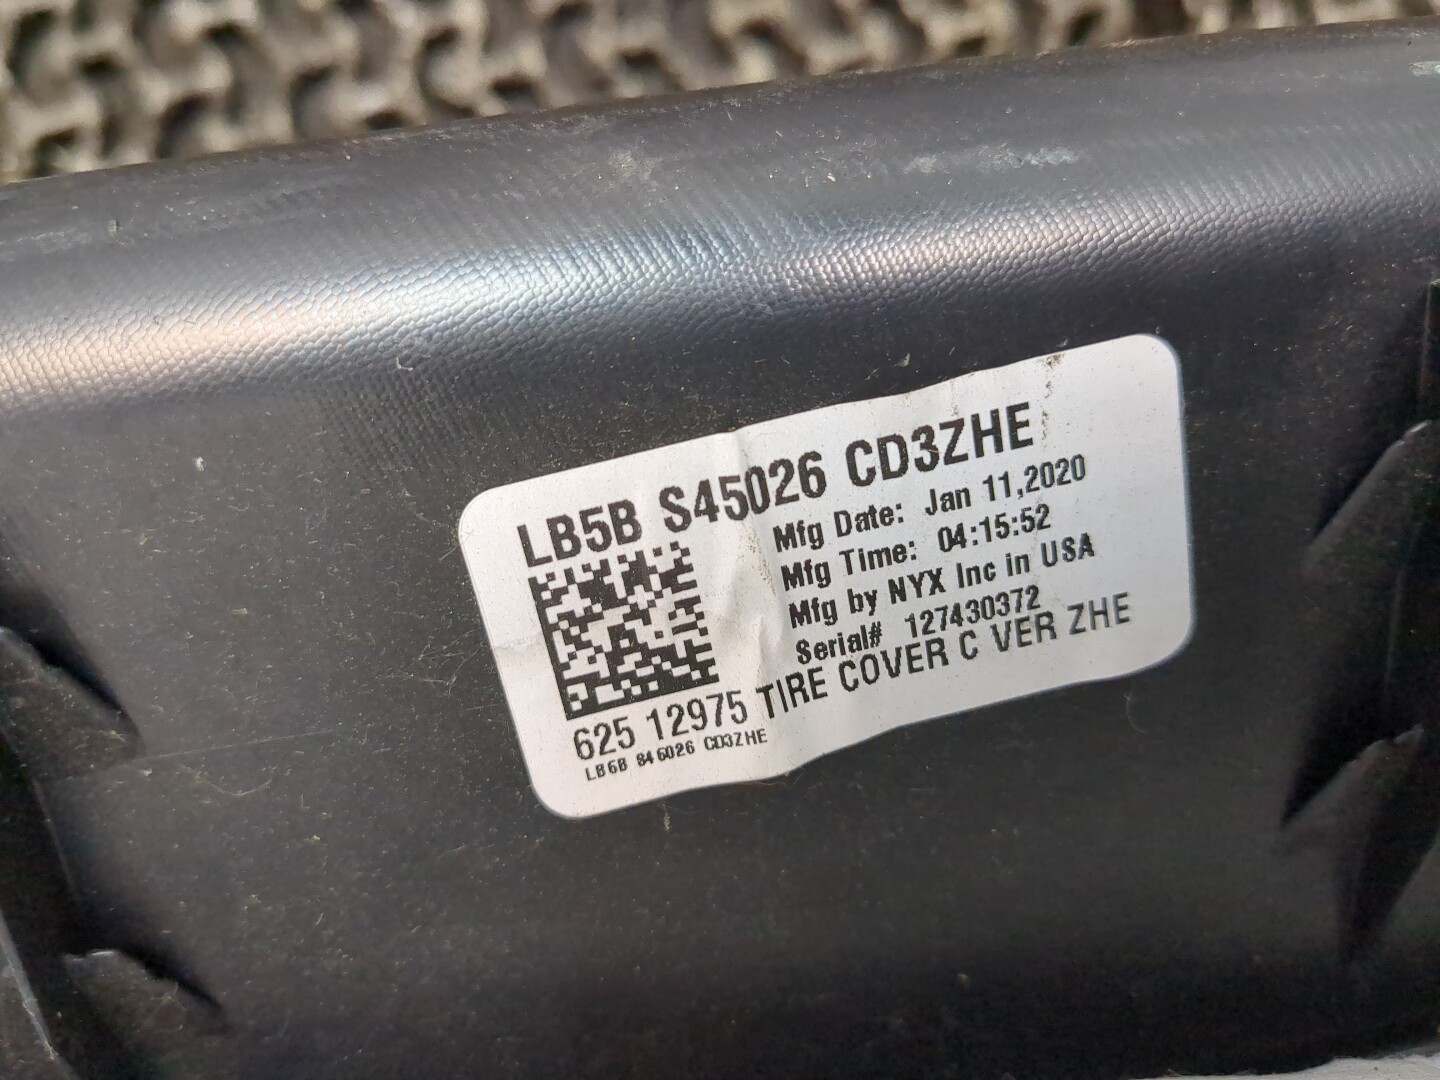 LB5B S45026 CD3ZHE
Mfg Date: Jan 11,2020
Mfg Time: 04:15:52
Mfg by NYX Inc in USA
Serial# 127430372
625 12975 TIRE COVER C VER ZHE
LB5B S45026 CD3ZHE